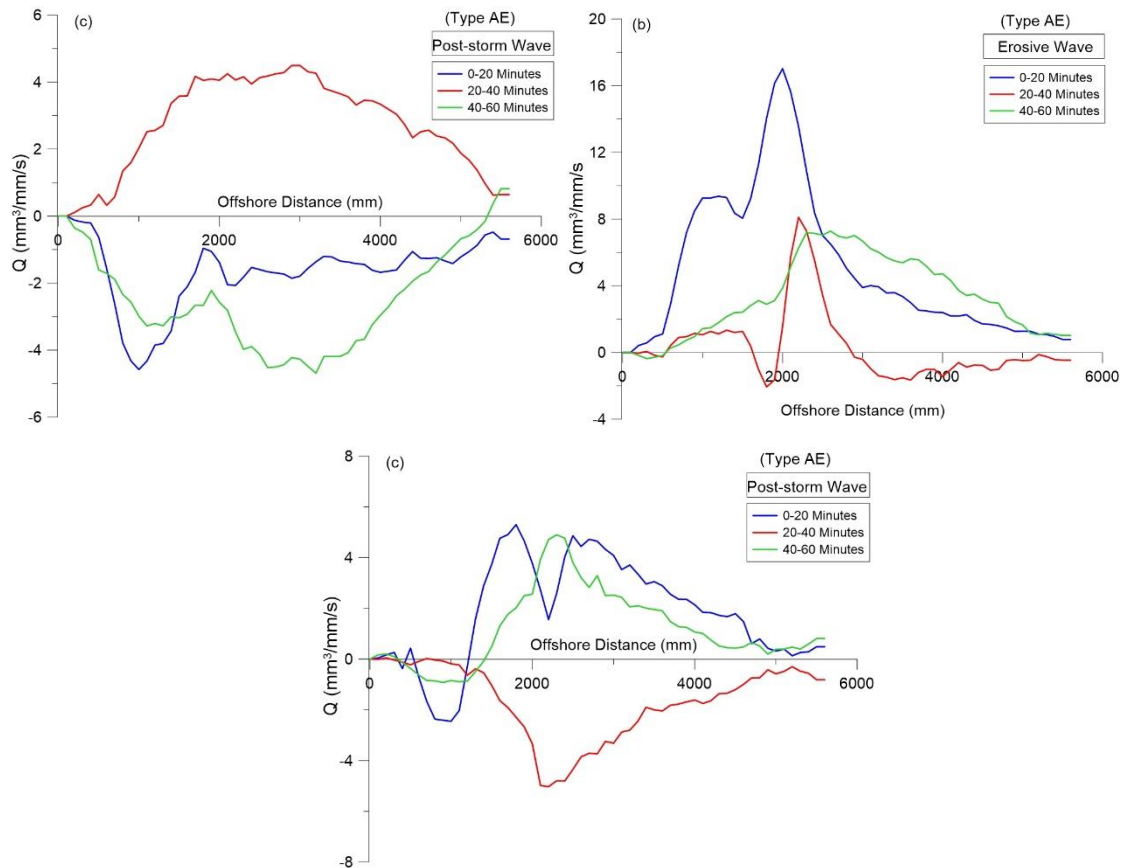 (c)
(Type AE)
Post-storm Wave
0-20 Minutes
20-40 Minutes
40-60 Minutes
6
4
2
0
-2
-4
-6
Q (mm³/mm/s)
Offshore Distance (mm)
0
2000
4000
6000
(b)
(Type AE)
Erosive Wave
0-20 Minutes
20-40 Minutes
40-60 Minutes
20
16
12
8
4
0
-4
Q (mm³/mm/s)
0
2000
4000
6000
Offshore Distance (mm)
(c)
(Type AE)
Post-storm Wave
0-20 Minutes
20-40 Minutes
40-60 Minutes
8
4
0
-4
-8
Q (mm³/mm/s)
Offshore Distance (mm)
0
2000
4000
6000